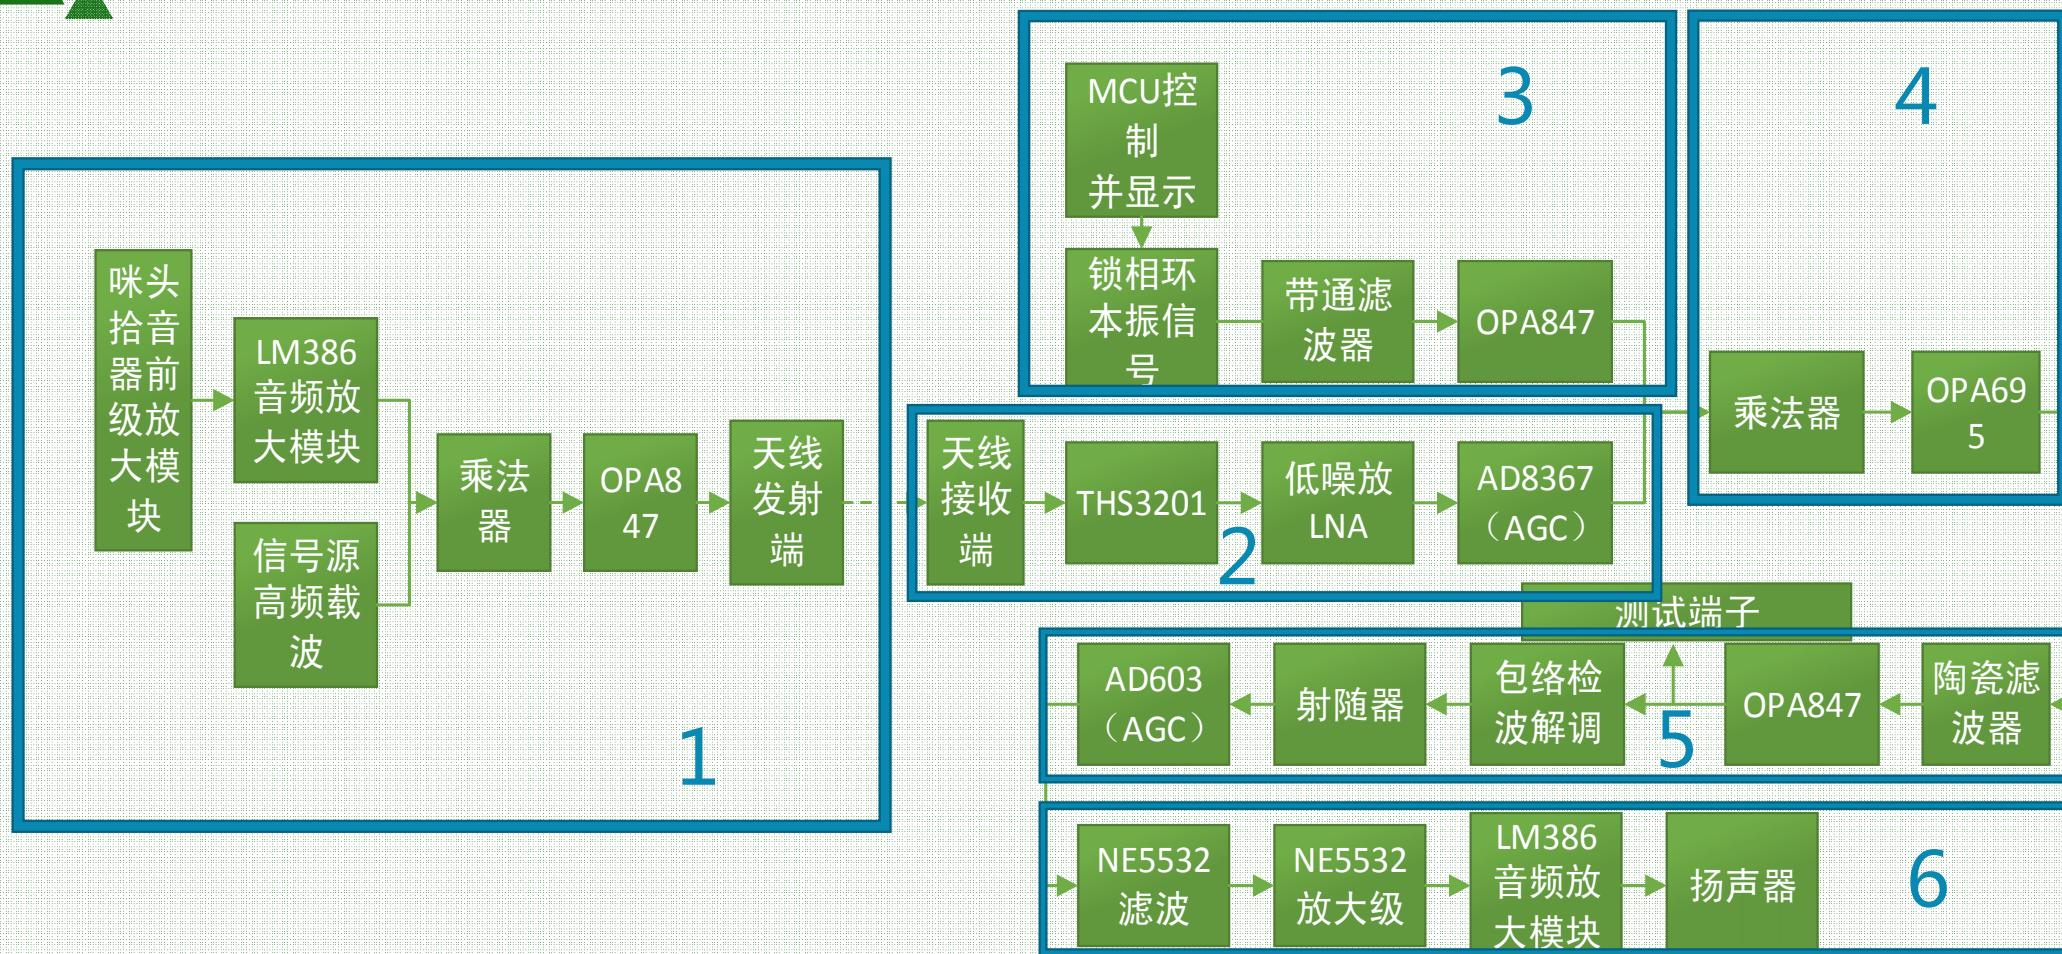 咪头
拾音
器前
级放
大模
块
LM386
音频放
大模块
信号源
高频载
波
乘法
器
OPA8
47
天线
发射
端
1
MCU控
制
并显示
锁相环
本振信
号
带通滤
波器
OPA847
3
天线
接收
端
THS3201
低噪放
LNA
AD8367
（AGC）
2
4
乘法器
OPA69
5
测试端子
陶瓷滤
波器
OPA847
包络检
波解调
射随器
AD603
（AGC）
5
NE5532
滤波
NE5532
放大级
LM386
音频放
大模块
扬声器
6